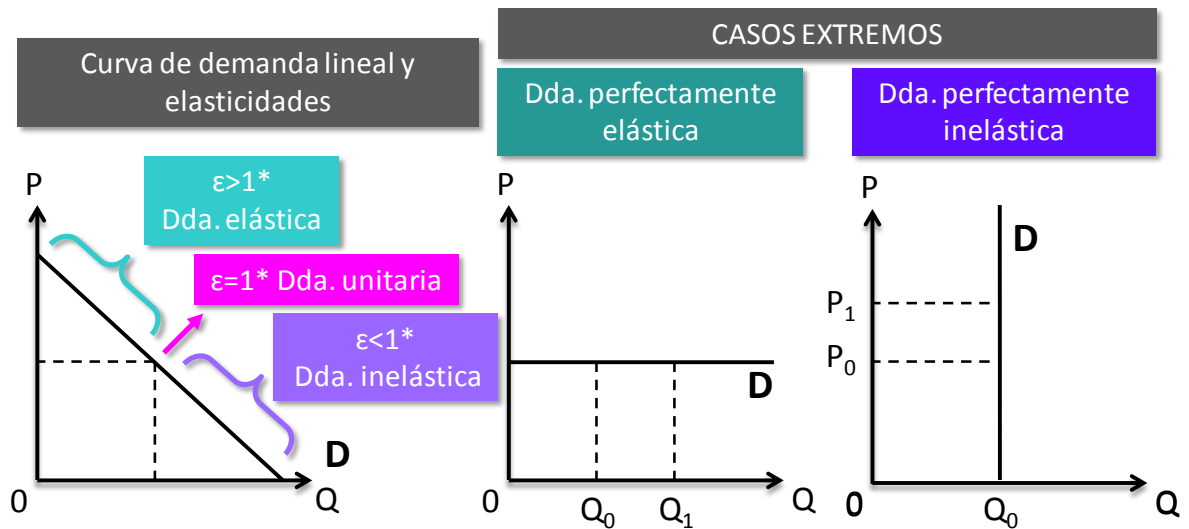 Curva de demanda lineal y
elasticidades
CASOS EXTREMOS
Dda. perfectamente
elástica
Dda. perfectamente
inelástica
P
ε>1*
Dda. elástica
ε=1* Dda. unitaria
ε<1*
Dda. inelástica
D
0
Q
P
D
0
Q₀
Q₁
Q
P
D
P₁
P₀
0
Q₀
Q